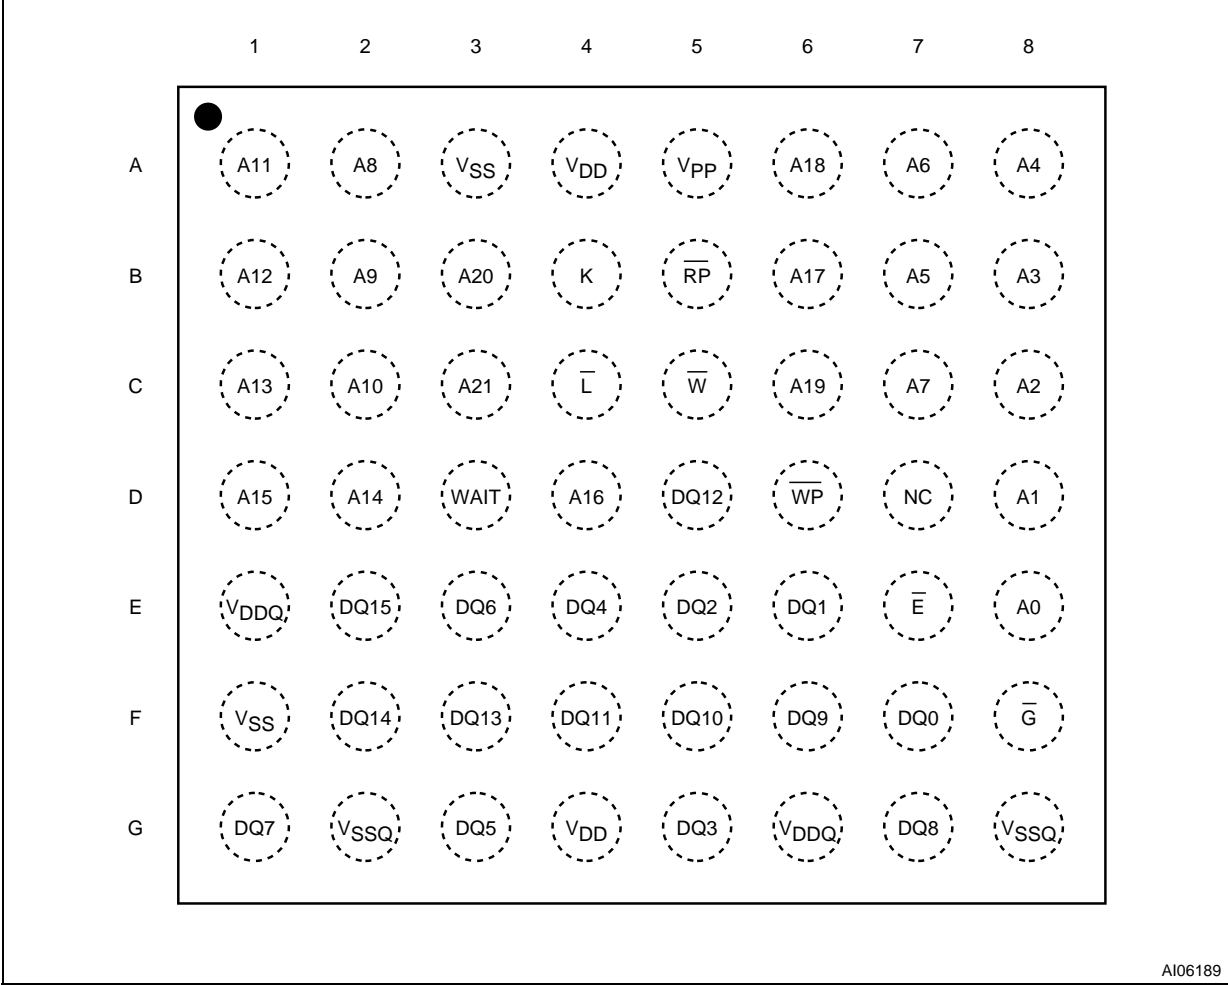 1 2 3 4 5 6 7 8
A A11 A8 VSS VDD VPP A18 A6 A4
B A12 A9 A20 K R̅P̅ A17 A5 A3
C A13 A10 A21 L̅ W̅ A19 A7 A2
D A15 A14 WAIT A16 DQ12 W̅P̅ NC A1
E VDDQ DQ15 DQ6 DQ4 DQ2 DQ1 E̅ A0
F VSS DQ14 DQ13 DQ11 DQ10 DQ9 DQ0 G̅
G DQ7 VSSQ DQ5 VDD DQ3 VDDQ DQ8 VSSQ
AI06189